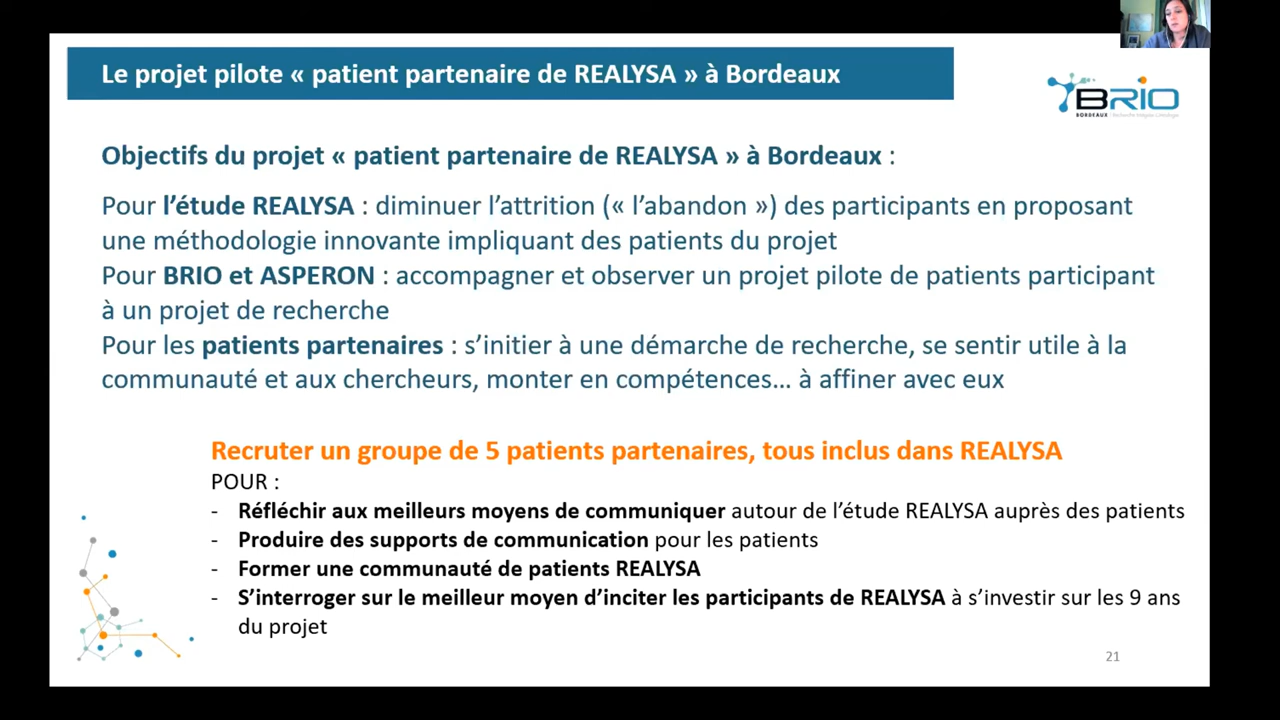 Le projet pilote « patient partenaire de REALYSA » à Bordeaux
BRIO
BORDEAUX
Objectifs du projet « patient partenaire de REALYSA » à Bordeaux :
Pour l’étude REALYSA : diminuer l’attrition (« l’abandon ») des participants en proposant
une méthodologie innovante impliquant des patients du projet
Pour BRIO et ASPERON : accompagner et observer un projet pilote de patients participant
à un projet de recherche
Pour les patients partenaires : s’initier à une démarche de recherche, se sentir utile à la
communauté et aux chercheurs, monter en compétences… à affiner avec eux
Recruter un groupe de 5 patients partenaires, tous inclus dans REALYSA
POUR :
- Réfléchir aux meilleurs moyens de communiquer autour de l’étude REALYSA auprès des patients
- Produire des supports de communication pour les patients
- Former une communauté de patients REALYSA
- S’interroger sur le meilleur moyen d’inciter les participants de REALYSA à s’investir sur les 9 ans
du projet
21